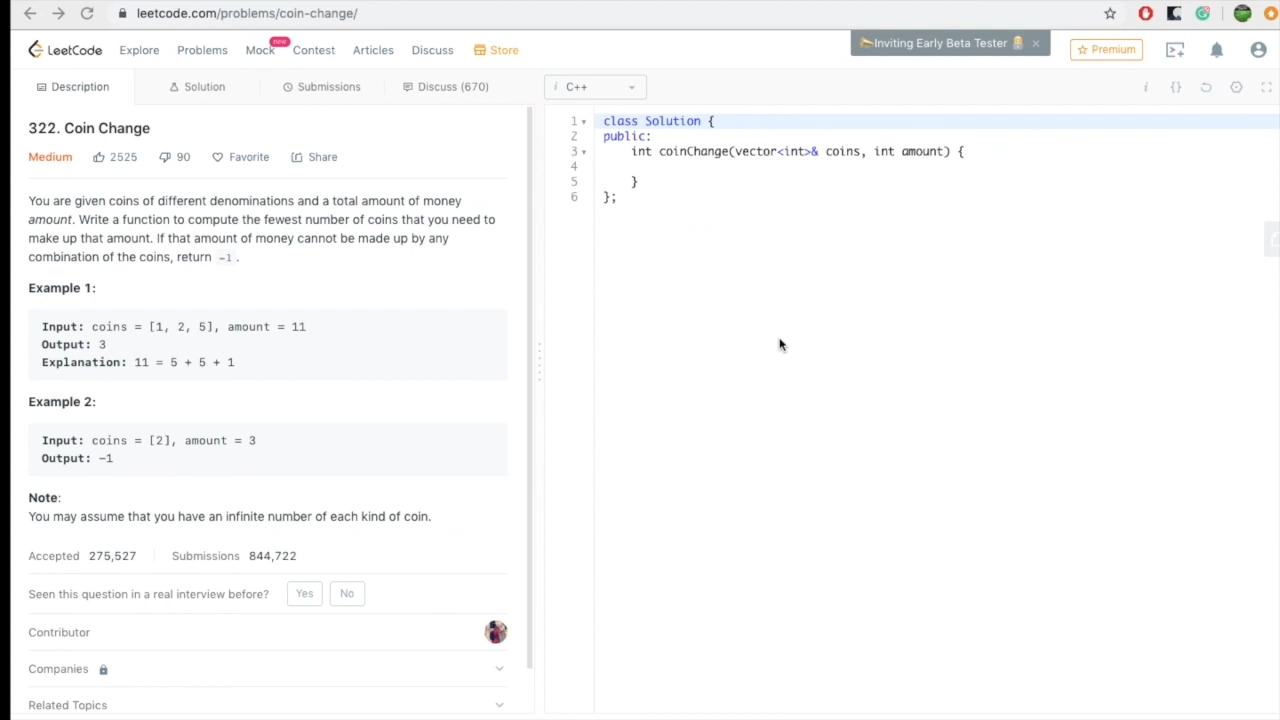 leetcode.com/problems/coin-change/
LeetCode Explore Problems Mock new Contest Articles Discuss Store
Inviting Early Beta Tester ×
Premium
Description Solution Submissions Discuss (670)
i C++
322. Coin Change
Medium 2525 90 Favorite Share
You are given coins of different denominations and a total amount of money
amount. Write a function to compute the fewest number of coins that you need to
make up that amount. If that amount of money cannot be made up by any
combination of the coins, return -1 .
Example 1:
Input: coins = [1, 2, 5], amount = 11
Output: 3
Explanation: 11 = 5 + 5 + 1
Example 2:
Input: coins = [2], amount = 3
Output: -1
Note:
You may assume that you have an infinite number of each kind of coin.
Accepted 275,527 Submissions 844,722
Seen this question in a real interview before? Yes No
Contributor
Companies
Related Topics
1 class Solution {
2 public:
3 int coinChange(vector<int>& coins, int amount) {
4
5 }
6 };